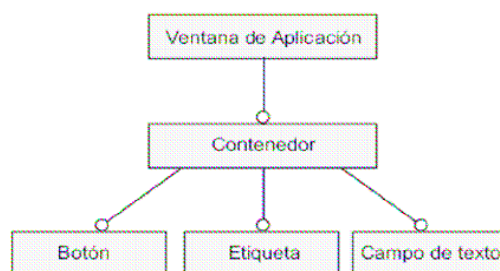 Ventana de Aplicación
Contenedor
Botón
Etiqueta
Campo de texto